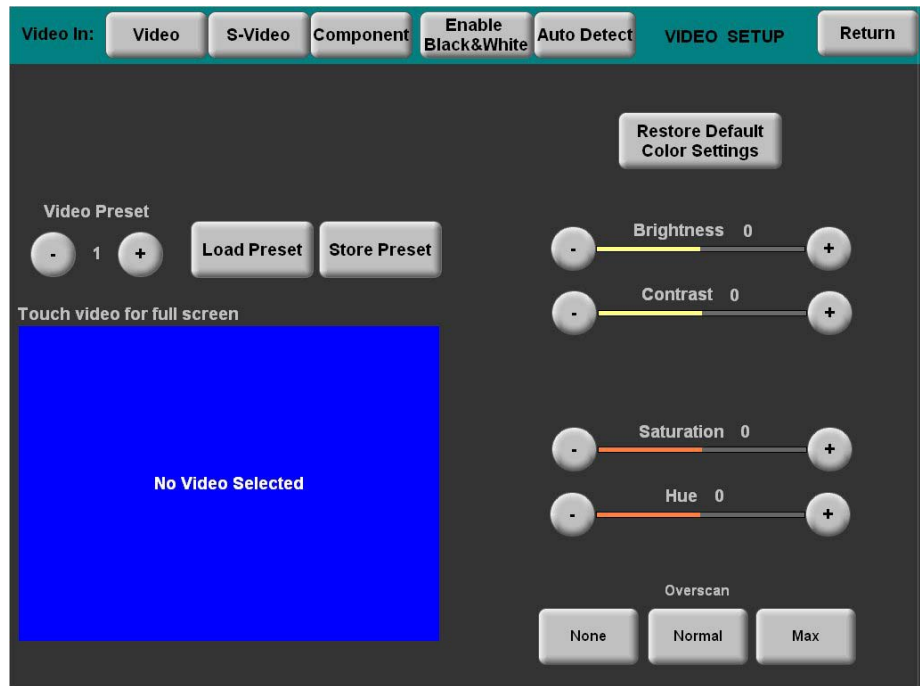 Video In:
Video
S-Video
Component
Enable
Black&White
Auto Detect
VIDEO SETUP
Return
Restore Default
Color Settings
Video Preset
- 1 +
Load Preset
Store Preset
Brightness 0
- +
Contrast 0
- +
Touch video for full screen
No Video Selected
Saturation 0
- +
Hue 0
- +
Overscan
None
Normal
Max